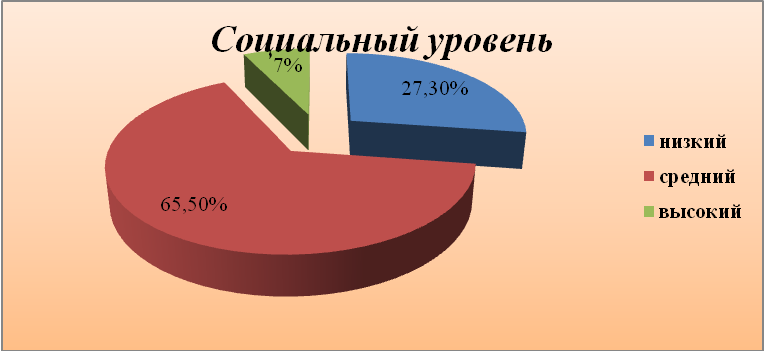 Социальный уровень
7%
27,30%
65,50%
низкий
средний
высокий